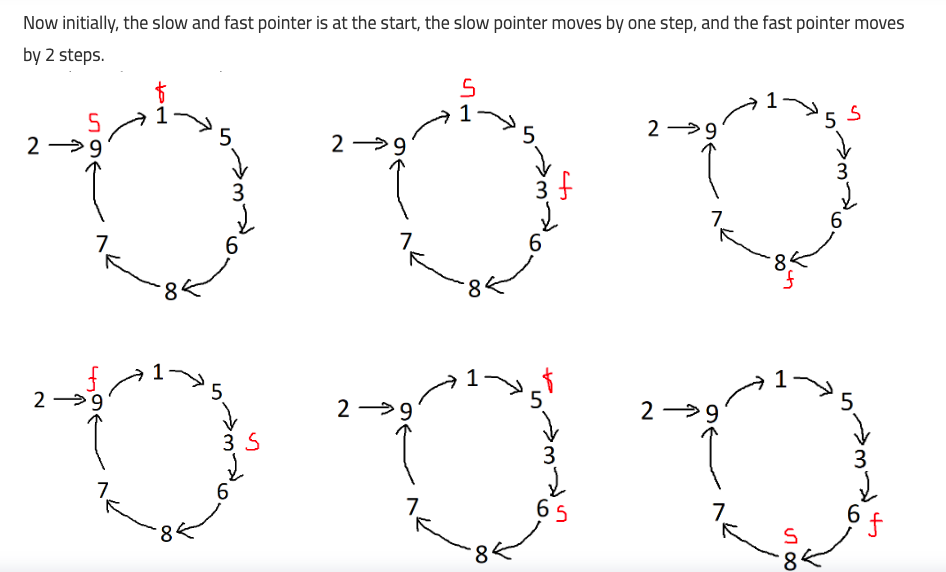 Now initially, the slow and fast pointer is at the start, the slow pointer moves by one step, and the fast pointer moves
by 2 steps.
S f
2 9 1 5 3 6 8 7
S
2 9 1 5 3 f 6 8 7
2 9 1 5 S 3 6 8 f 7
f
2 9 1 5 3 S 6 8 7
f
2 9 1 5 3 6 S 8 7
2 9 1 5 3 6 f S 8 7